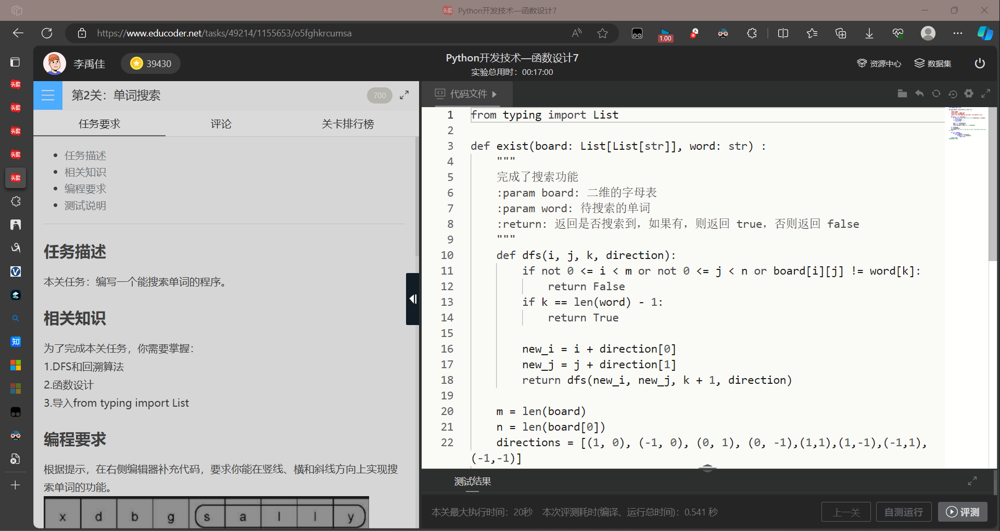 头歌 Python开发技术—函数设计7
https://www.educoder.net/tasks/49214/1155653/o5fghkrcumsa
1.00
李禹佳
39430
Python开发技术—函数设计7
实验总用时：00:17:00
资源中心
数据集
头歌
头歌
头歌
头歌
头歌
知
第2关：单词搜索
700
任务要求
评论
关卡排行榜
任务描述
相关知识
编程要求
测试说明
任务描述
本关任务：编写一个能搜索单词的程序。
相关知识
为了完成本关任务，你需要掌握：
1.DFS和回溯算法
2.函数设计
3.导入from typing import List
编程要求
根据提示，在右侧编辑器补充代码，要求你能在竖线、横和斜线方向上实现搜
索单词的功能。
x d b g s a l l y
代码文件
1 from typing import List
2
3 def exist(board: List[List[str]], word: str) :
4 """
5 完成了搜索功能
6 :param board: 二维的字母表
7 :param word: 待搜索的单词
8 :return: 返回是否搜索到，如果有，则返回 true，否则返回 false
9 """
10 def dfs(i, j, k, direction):
11 if not 0 <= i < m or not 0 <= j < n or board[i][j] != word[k]:
12 return False
13 if k == len(word) - 1:
14 return True
15
16 new_i = i + direction[0]
17 new_j = j + direction[1]
18 return dfs(new_i, new_j, k + 1, direction)
19
20 m = len(board)
21 n = len(board[0])
22 directions = [(1, 0), (-1, 0), (0, 1), (0, -1),(1,1),(1,-1),(-1,1),
(-1,-1)]
测试结果
本关最大执行时间：20秒 本次评测耗时(编译、运行总时间)：0.541 秒
上一关
自测运行
评测